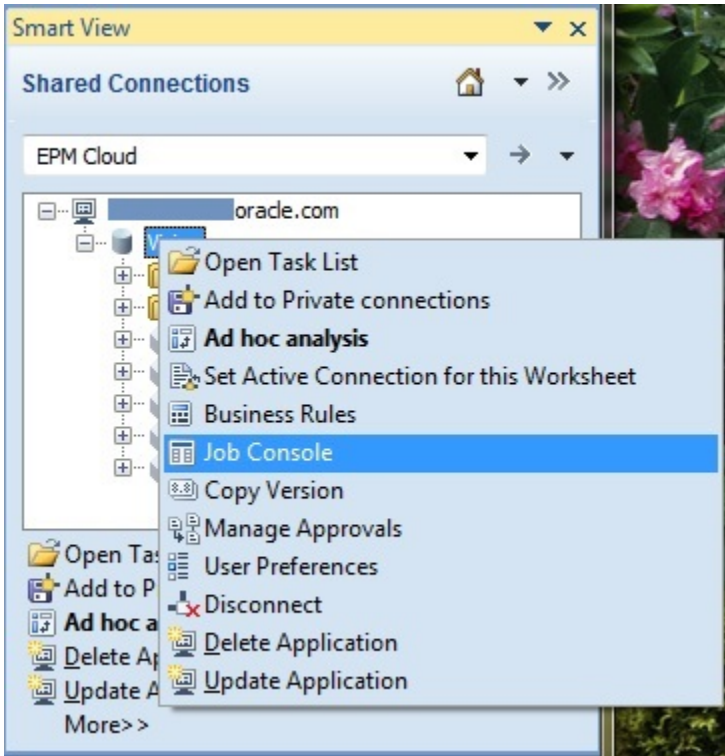 Smart View
Shared Connections
EPM Cloud
oracle.com
Open Task List
Add to Private connections
Ad hoc analysis
Set Active Connection for this Worksheet
Business Rules
Job Console
Copy Version
Manage Approvals
User Preferences
Disconnect
Delete Application
Update Application
Open Ta
Add to P
Ad hoc a
Delete Ap
Update A
More>>